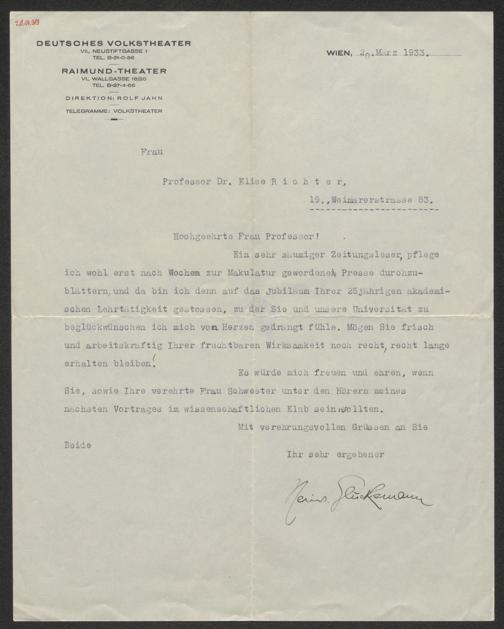 DEUTSCHES VOLKSTHEATER
VII., NEUSTIFTGASSE 1
TEL. B-31-0-36
RAIMUND-THEATER
VI., WALLGASSE 18/20
TEL. B-27-4-66
DIREKTION: ROLF JAHN
TELEGRAMME: VOLKSTHEATER
WIEN, 20. März 1933.
Frau
Professor Dr. Elise Richter,
19., Weimarerstrasse 83.
Hochgeehrte Frau Professor!
Ein sehr säumiger Zeitungsleser, pflege
ich wohl erst nach Wochen zur Makulatur gewordene Presse durchzu-
blättern, und da bin ich denn auf das Jubiläum Ihrer 25jährigen akademi-
schen Lehrtätigkeit gestossen, zu der Sie und unsere Universität zu
beglückwünschen ich mich von Herzen gedrängt fühle. Mögen Sie frisch
und arbeitskräftig Ihrer fruchtbaren Wirksamkeit noch recht, recht lange
erhalten bleiben!
Es würde mich freuen und ehren, wenn
Sie, sowie Ihre verehrte Frau Schwester unter den Hörern meines
nächsten Vortrages im wissenschaftlichen Klub sein wollten.
Mit verehrungsvollen Grüssen an Sie
Beide
Ihr sehr ergebener
Heinr. Glücksmann